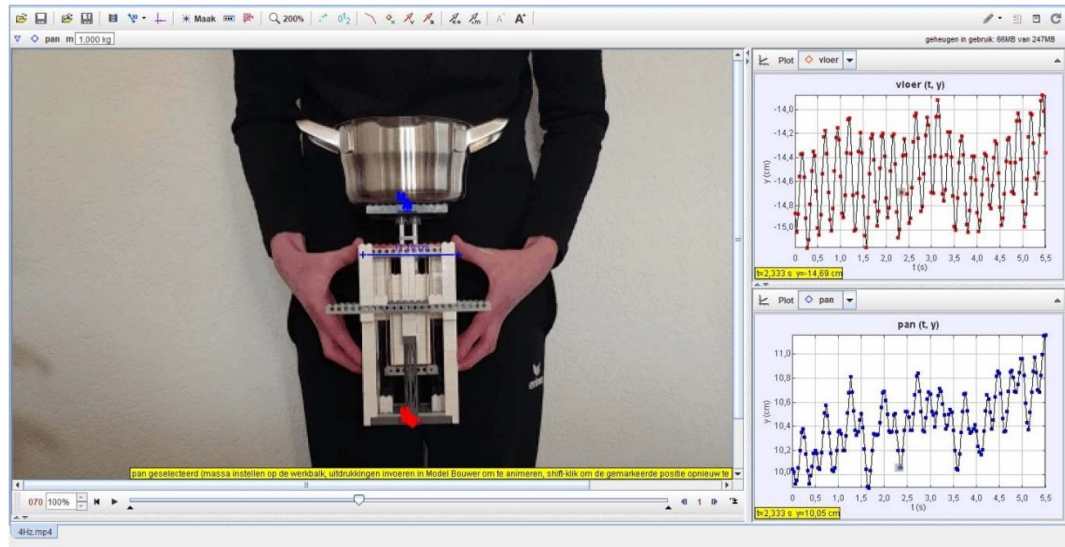 200% Maak
pan m 1,000 kg geheugen in gebruik: 66MB van 247MB
Plot vloer
vloer (t, y)
-14,0
-14,2
-14,4
-14,6
-14,8
-15,0
y (cm)
0 0,5 1,0 1,5 2,0 2,5 3,0 3,5 4,0 4,5 5,0 5,5
t (s)
t=2,333 s y=-14,69 cm
Plot pan
pan (t, y)
11,0
10,8
10,6
10,4
10,2
10,0
y (cm)
0 0,5 1,0 1,5 2,0 2,5 3,0 3,5 4,0 4,5 5,0 5,5
t (s)
t=2,333 s y=10,05 cm
pan geselecteerd (massa instellen op de werkbalk, uitdrukkingen invoeren in Model Bouwer om te animeren, shift-klik om de gemarkeerde positie opnieuw te
070 100% 1
4Hz.mp4